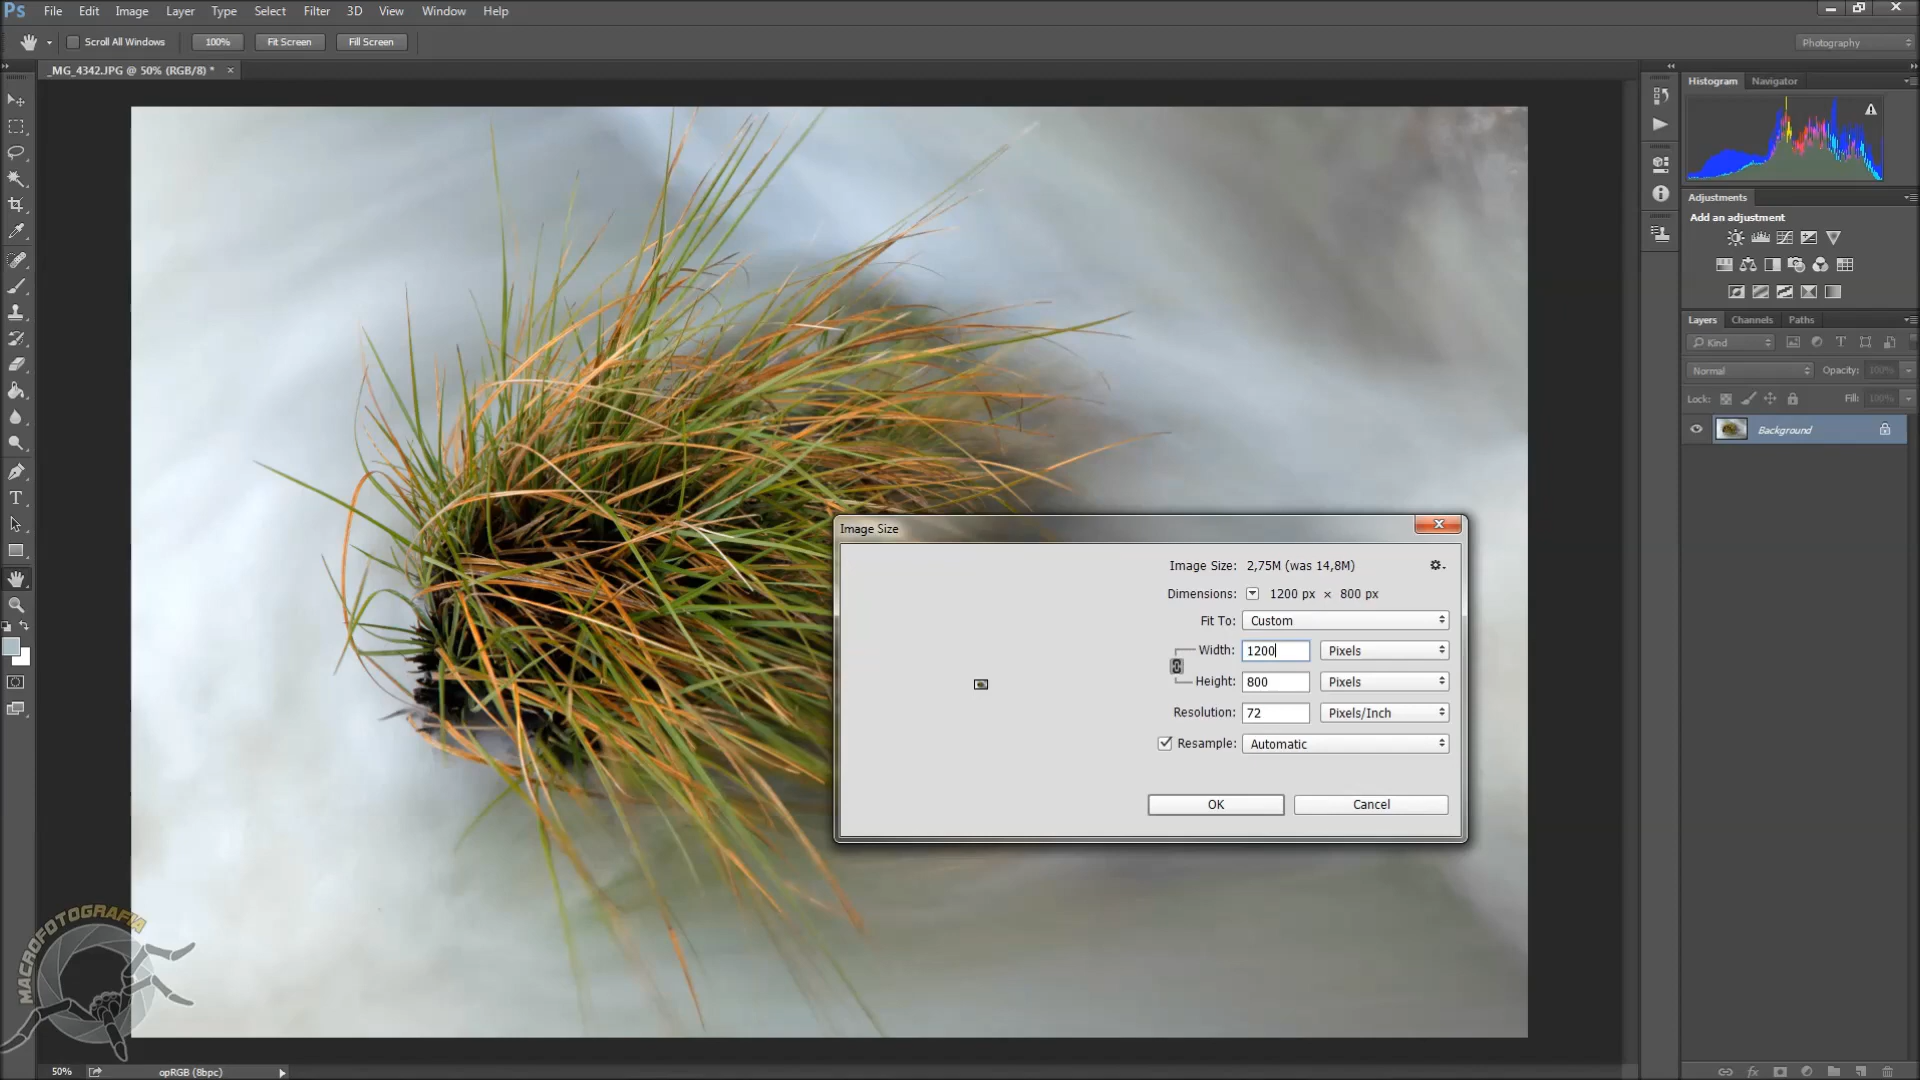 Ps File Edit Image Layer Type Select Filter 3D View Window Help
Scroll All Windows 100% Fit Screen Fill Screen Photography
_MG_4342.JPG @ 50% (RGB/8) * ×
Histogram Navigator
Adjustments
Add an adjustment
Layers Channels Paths
Kind
Normal Opacity: 100%
Lock: Fill: 100%
Background
Image Size
Image Size: 2,75M (was 14,8M)
Dimensions: 1200 px × 800 px
Fit To: Custom
Width: 1200 Pixels
Height: 800 Pixels
Resolution: 72 Pixels/Inch
Resample: Automatic
OK Cancel
MACROFOTOGRAFIA
50% opRGB (8bpc)